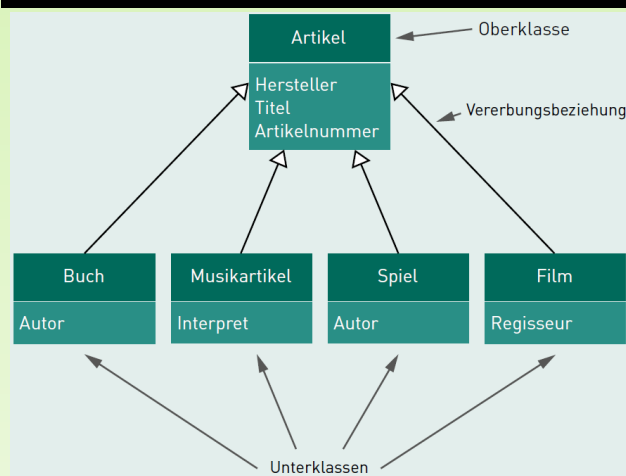 Artikel
Oberklasse
Hersteller
Titel
Artikelnummer
Vererbungsbeziehung
Buch
Autor
Musikartikel
Interpret
Spiel
Autor
Film
Regisseur
Unterklassen